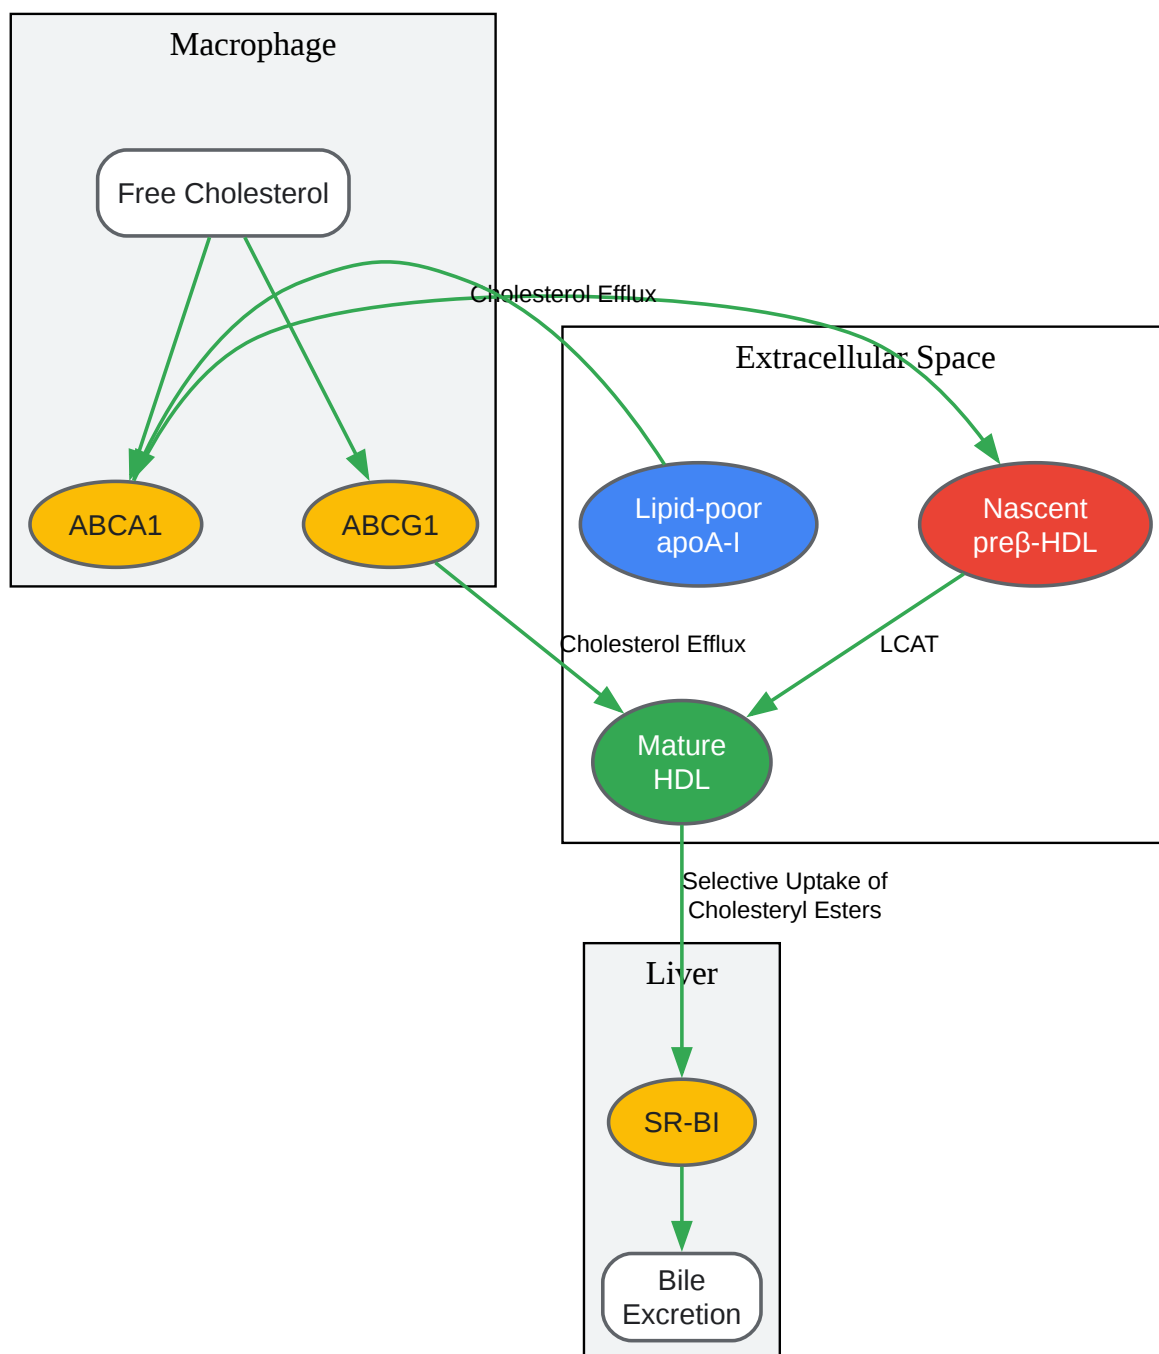 Macrophage
Free Cholesterol
Cholesterol Efflux
Extracellular Space
ABCA1
ABCG1
Lipid-poor
apoA-I
Nascent
preβ-HDL
Cholesterol Efflux
LCAT
Mature
HDL
Selective Uptake of
Cholesteryl Esters
Liver
SR-BI
Bile
Excretion